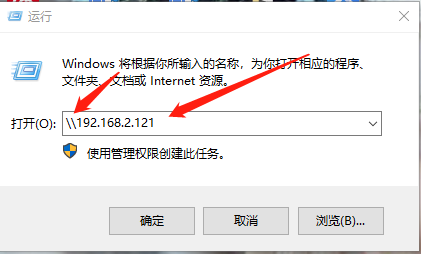 运行
Windows 将根据你所输入的名称，为你打开相应的程序、
文件夹、文档或 Internet 资源。
打开(O): \\192.168.2.121
使用管理权限创建此任务。
确定 取消 浏览(B)...